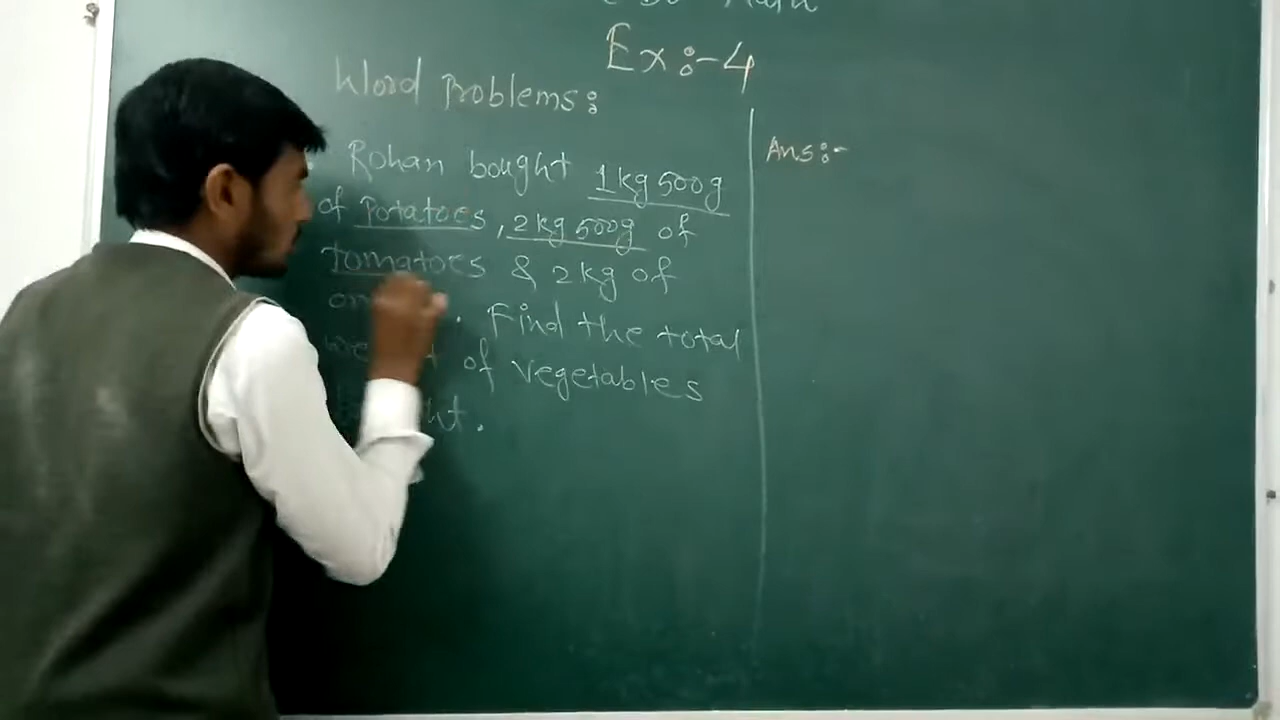 Ex:-4
Word Problems:
Rohan bought 1kg 500g
of Potatoes, 2kg 500g of
tomatoes & 2kg of
. Find the total
of vegetables
.
Ans:-